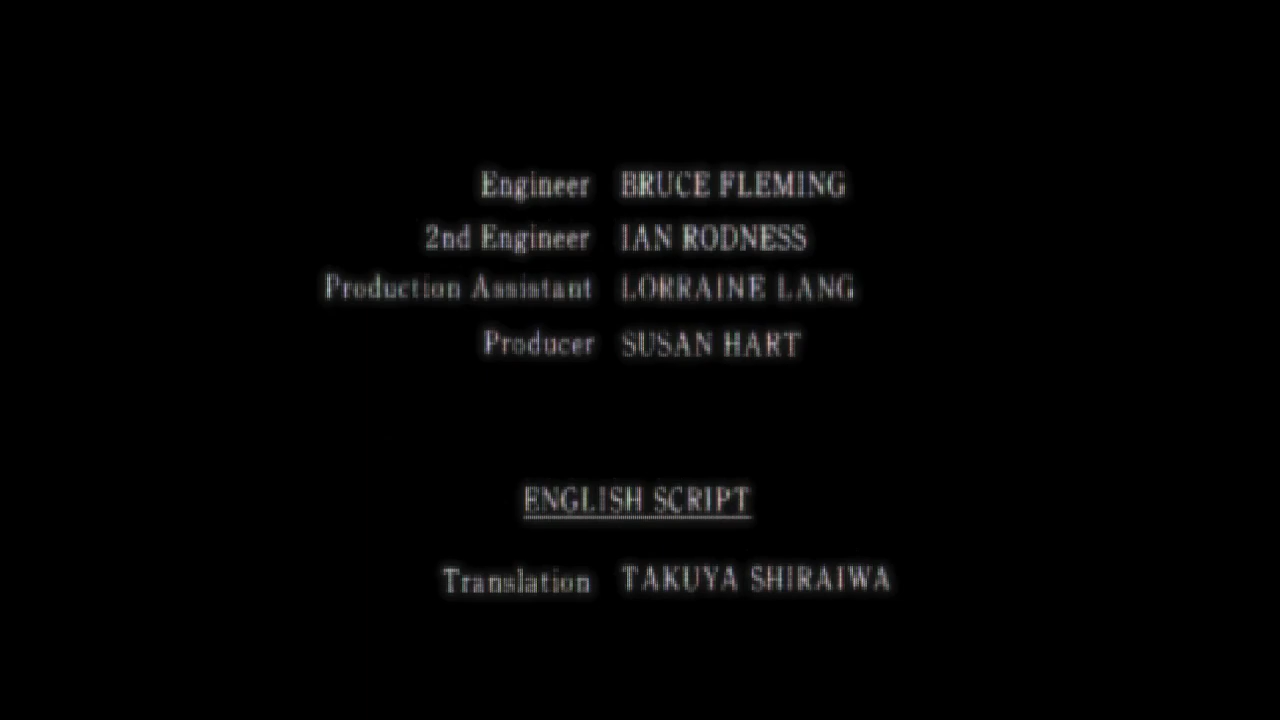 Engineer BRUCE FLEMING
2nd Engineer IAN RODNESS
Production Assistant LORRAINE LANG
Producer SUSAN HART
ENGLISH SCRIPT
Translation TAKUYA SHIRAIWA